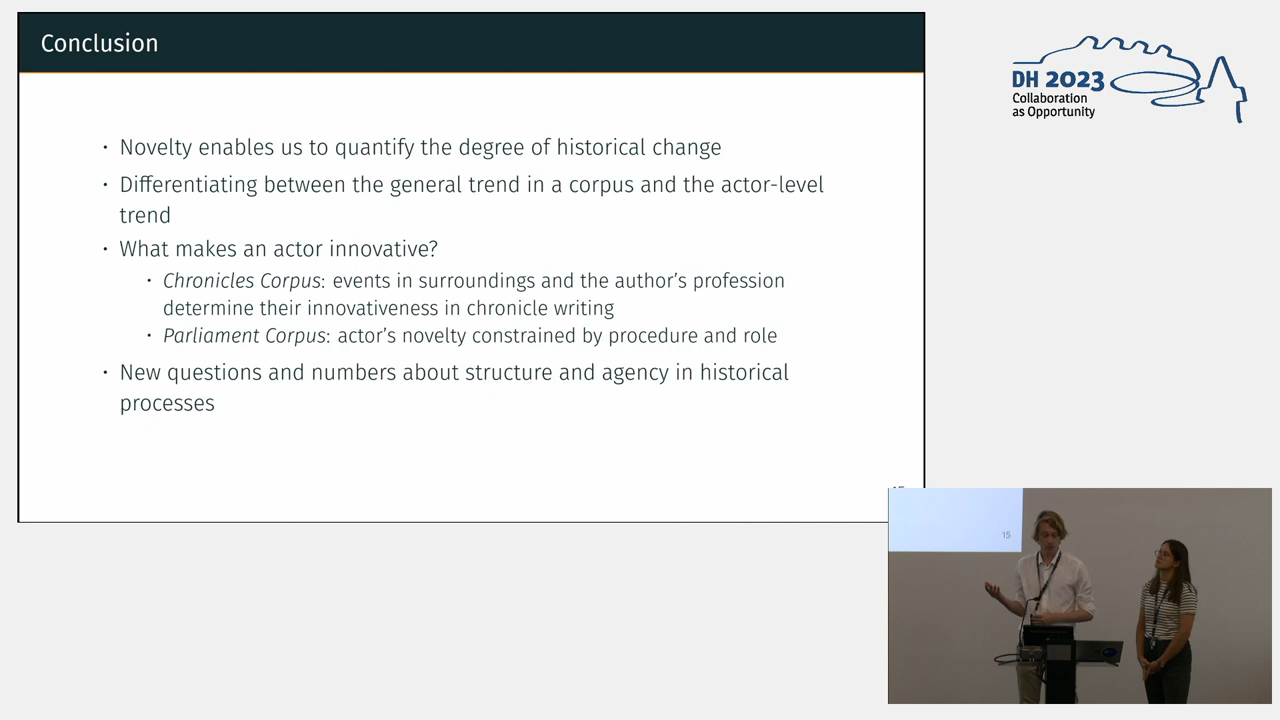 Conclusion
• Novelty enables us to quantify the degree of historical change
• Differentiating between the general trend in a corpus and the actor-level
trend
• What makes an actor innovative?
• Chronicles Corpus: events in surroundings and the author's profession
determine their innovativeness in chronicle writing
• Parliament Corpus: actor's novelty constrained by procedure and role
• New questions and numbers about structure and agency in historical
processes
DH 2023
Collaboration
as Opportunity
15